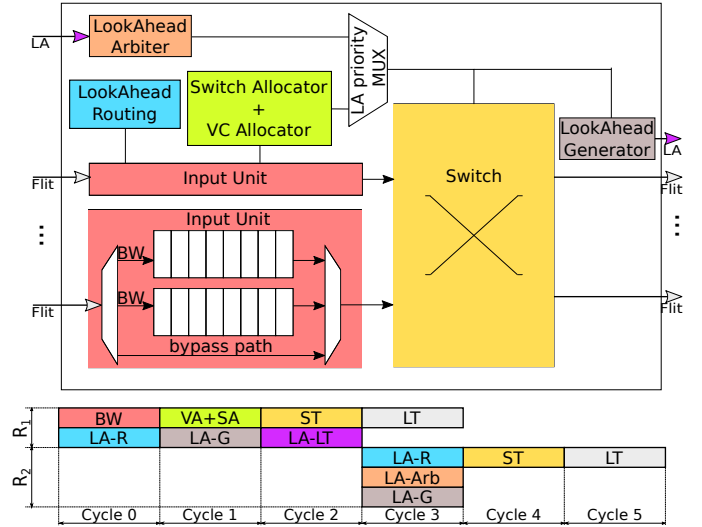 LookAhead
Arbiter
LA
LA priority
MUX
LookAhead
Routing
Switch Allocator
+
VC Allocator
LookAhead
Generator
LA
Flit
Input Unit
Switch
Flit
...
...
Input Unit
BW
BW
Flit
Flit
bypass path
R1
BW
VA+SA
ST
LT
LA-R
LA-G
LA-LT
R2
LA-R
ST
LT
LA-Arb
LA-G
Cycle 0
Cycle 1
Cycle 2
Cycle 3
Cycle 4
Cycle 5